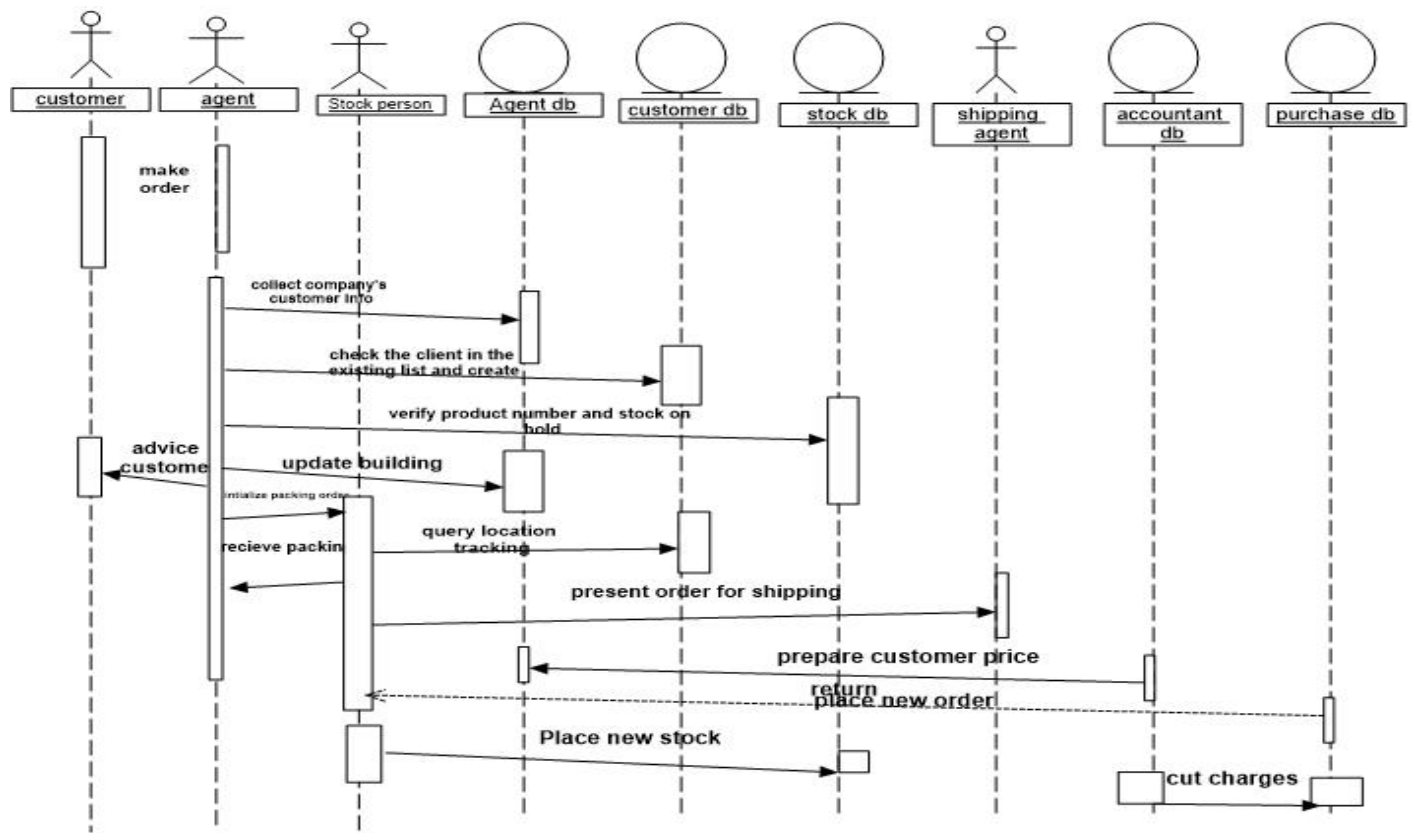 customer
agent
Stock person
Agent db
customer db
stock db
shipping
agent
accountant
db
purchase db
make
order
collect company's
customer info
check the client in the
existing list and create
verify product number and stock on
hold
advice
custome
update building
intialize packing order
query location
tracking
recieve packin
present order for shipping
prepare customer price
return
place new order
Place new stock
cut charges